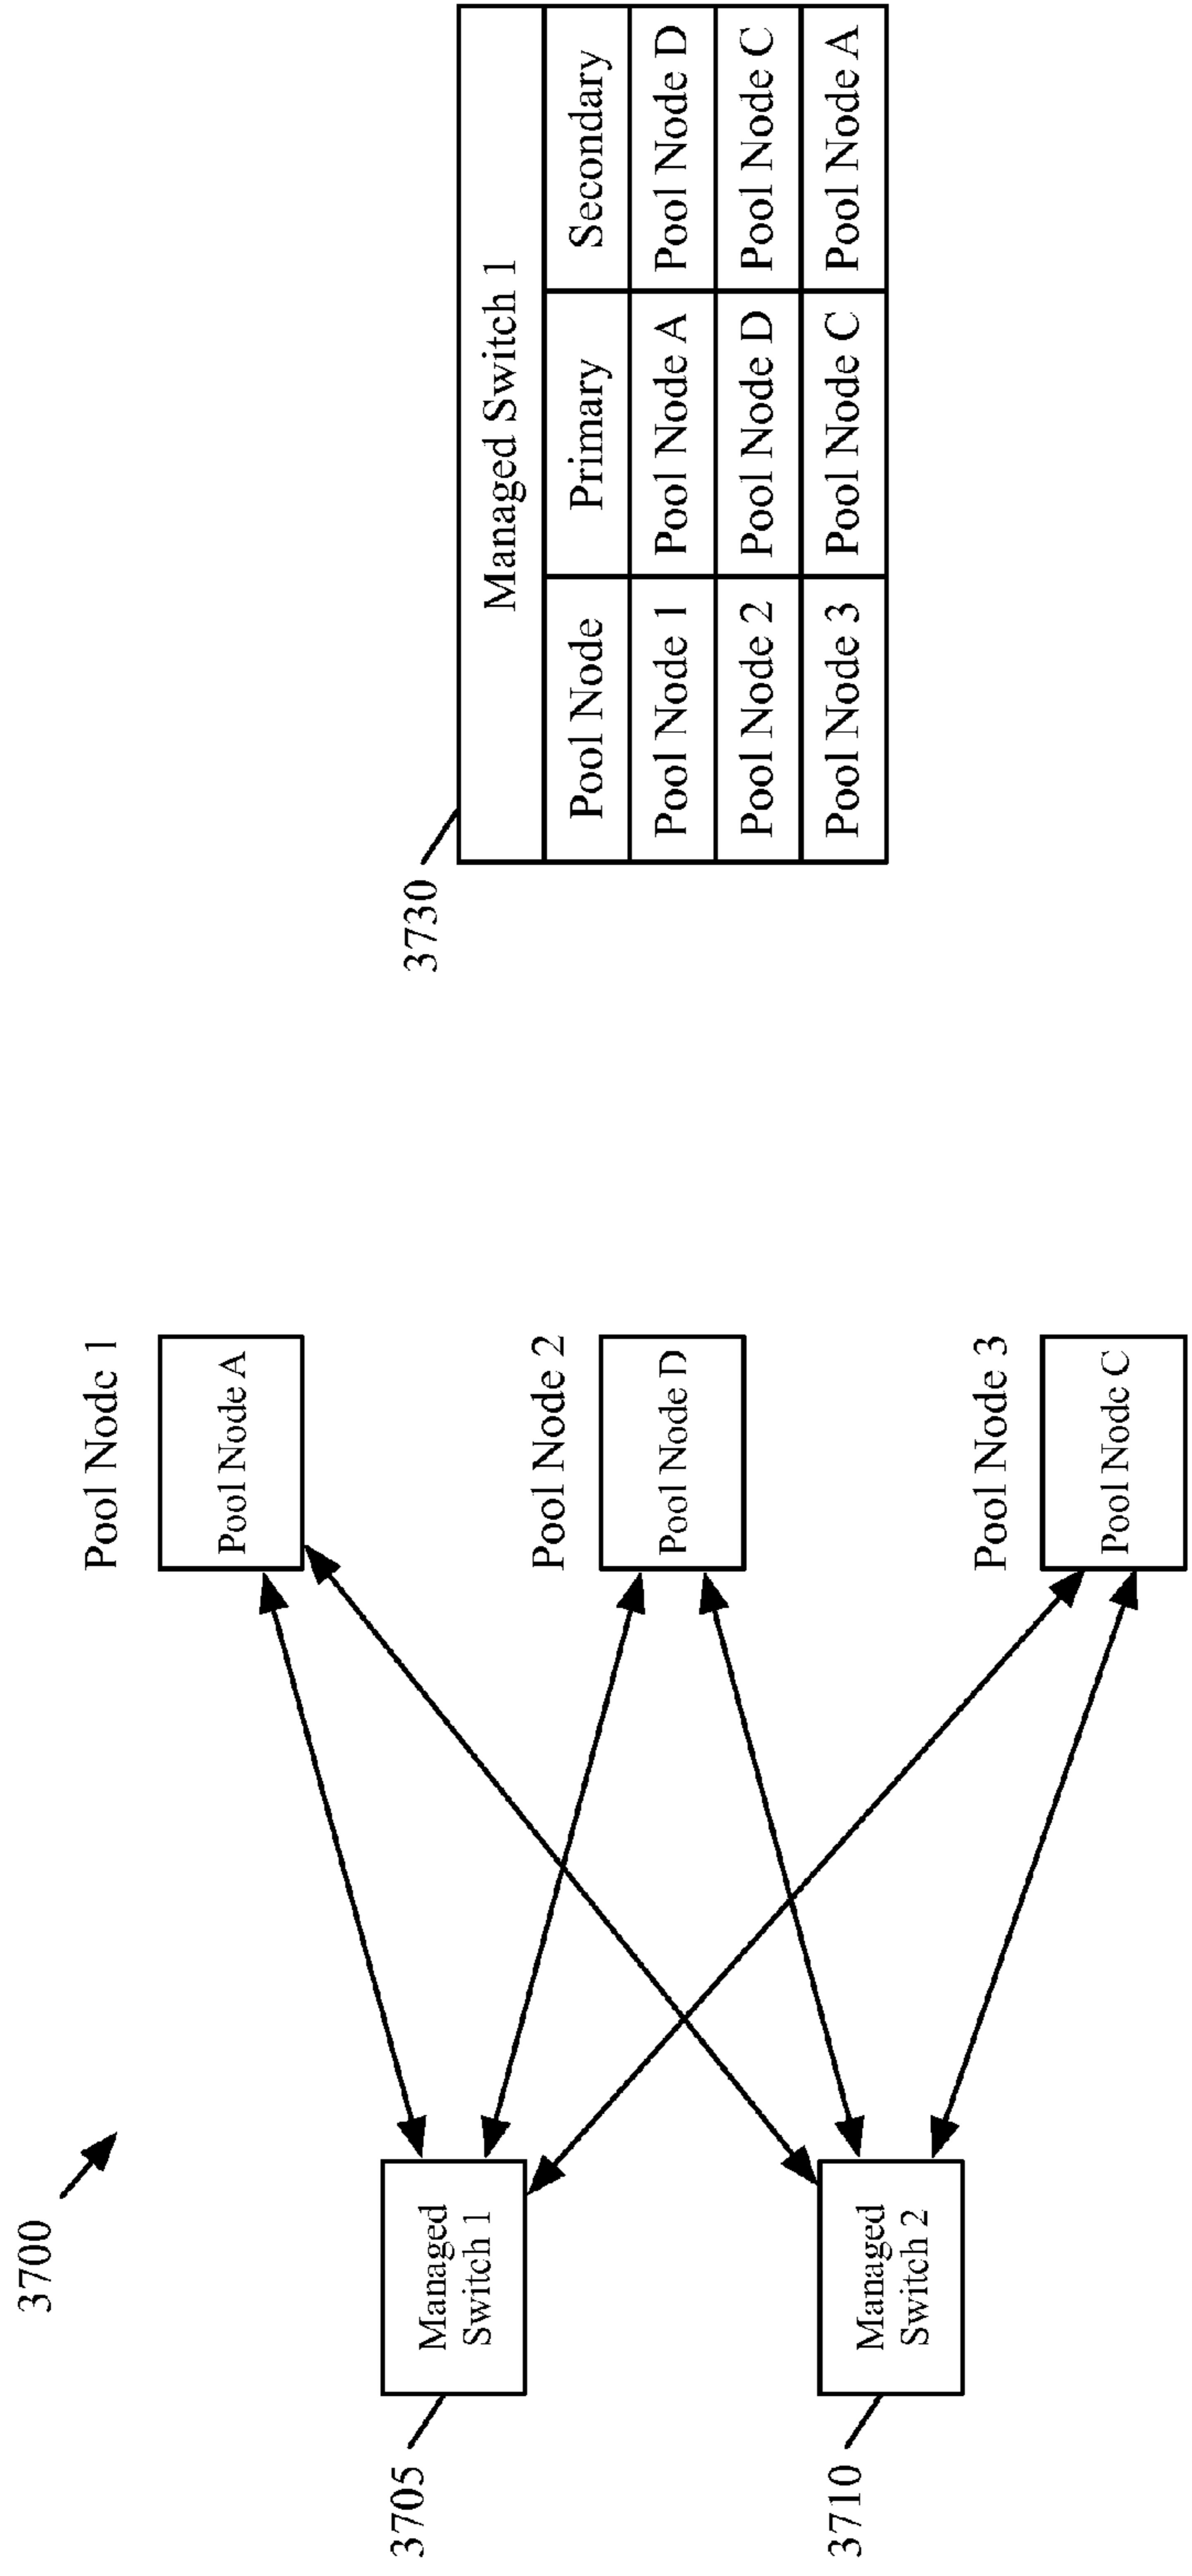 3700
Pool Node 1
Pool Node A
3705
Managed
Switch 1
Pool Node 2
Pool Node D
3710
Managed
Switch 2
Pool Node 3
Pool Node C
3730
Managed Switch 1
Pool Node Primary Secondary
Pool Node 1 Pool Node A Pool Node D
Pool Node 2 Pool Node D Pool Node C
Pool Node 3 Pool Node C Pool Node A